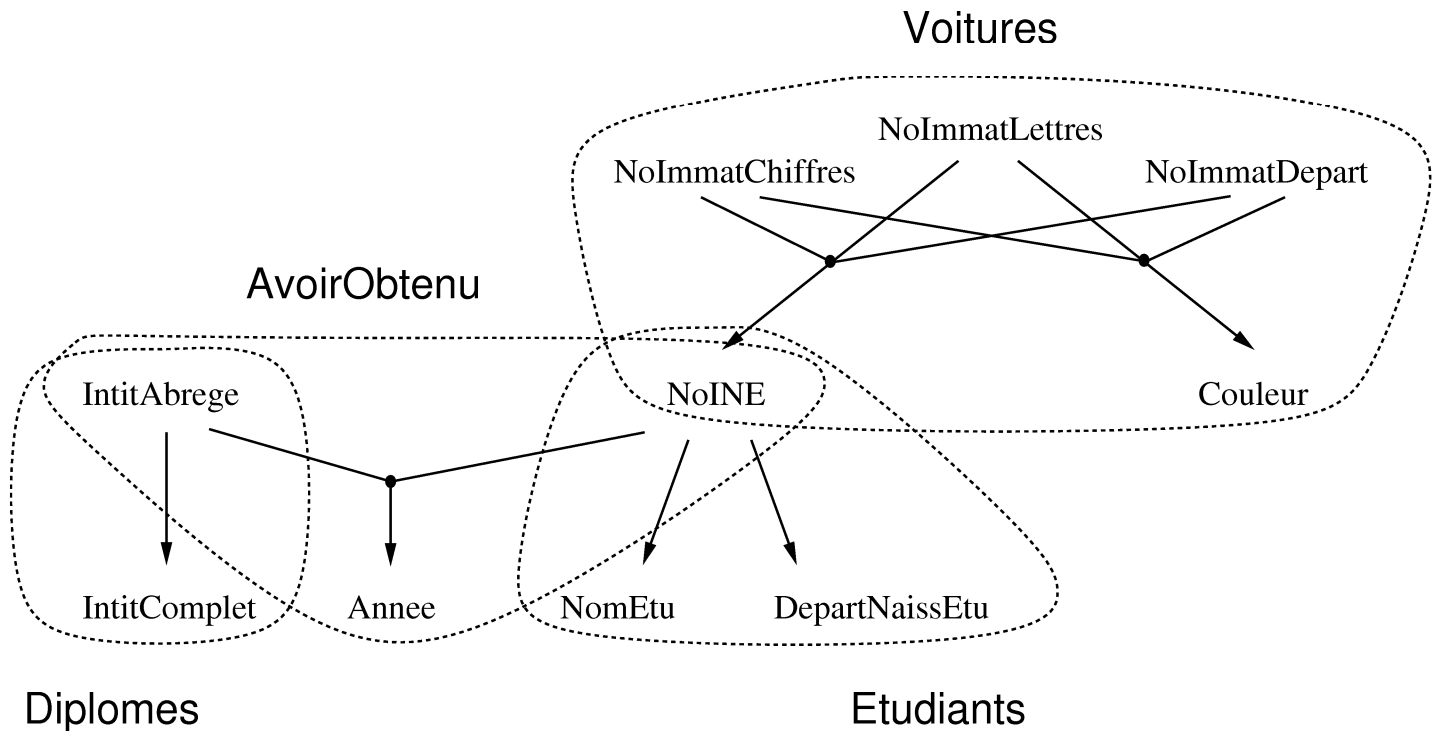 Voitures
NoImmatLettres
NoImmatChiffres
NoImmatDepart
AvoirObtenu
IntitAbrege
NoINE
Couleur
IntitComplet
Annee
NomEtu
DepartNaissEtu
Diplomes
Etudiants